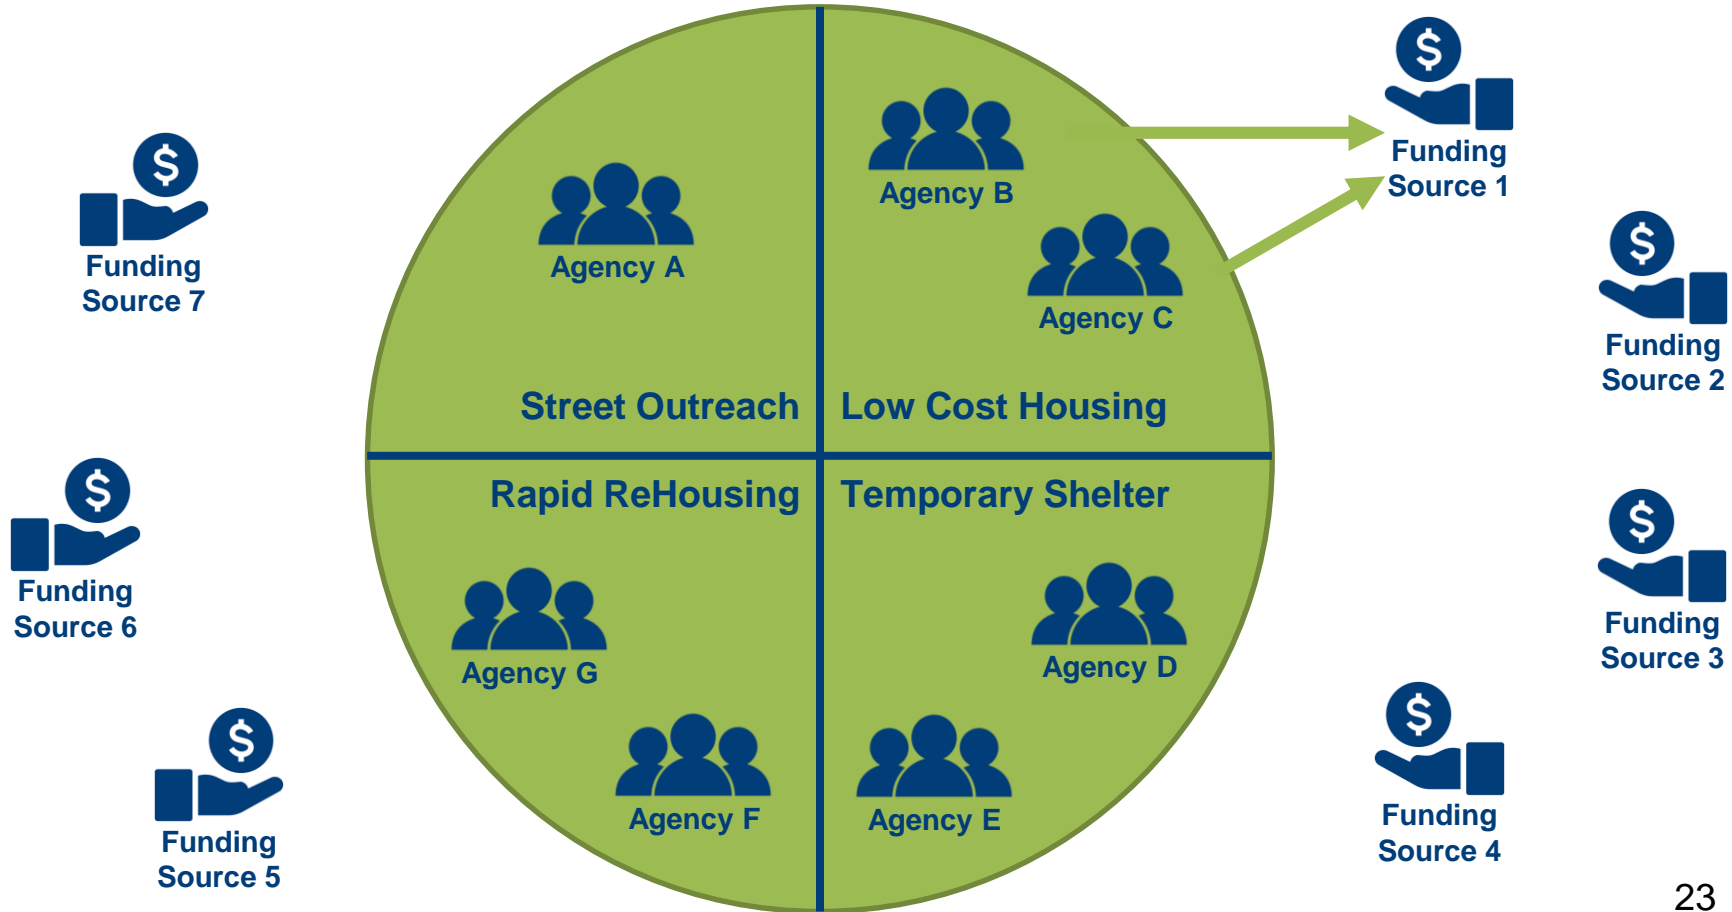 $
Funding
Source 1
Agency B
$
Funding
Source 7
Agency A
$
Funding
Source 2
Agency C
Street Outreach
Low Cost Housing
Rapid ReHousing
Temporary Shelter
$
Funding
Source 6
$
Funding
Source 3
Agency G
Agency D
$
Funding
Source 5
Agency F
Agency E
$
Funding
Source 4
23